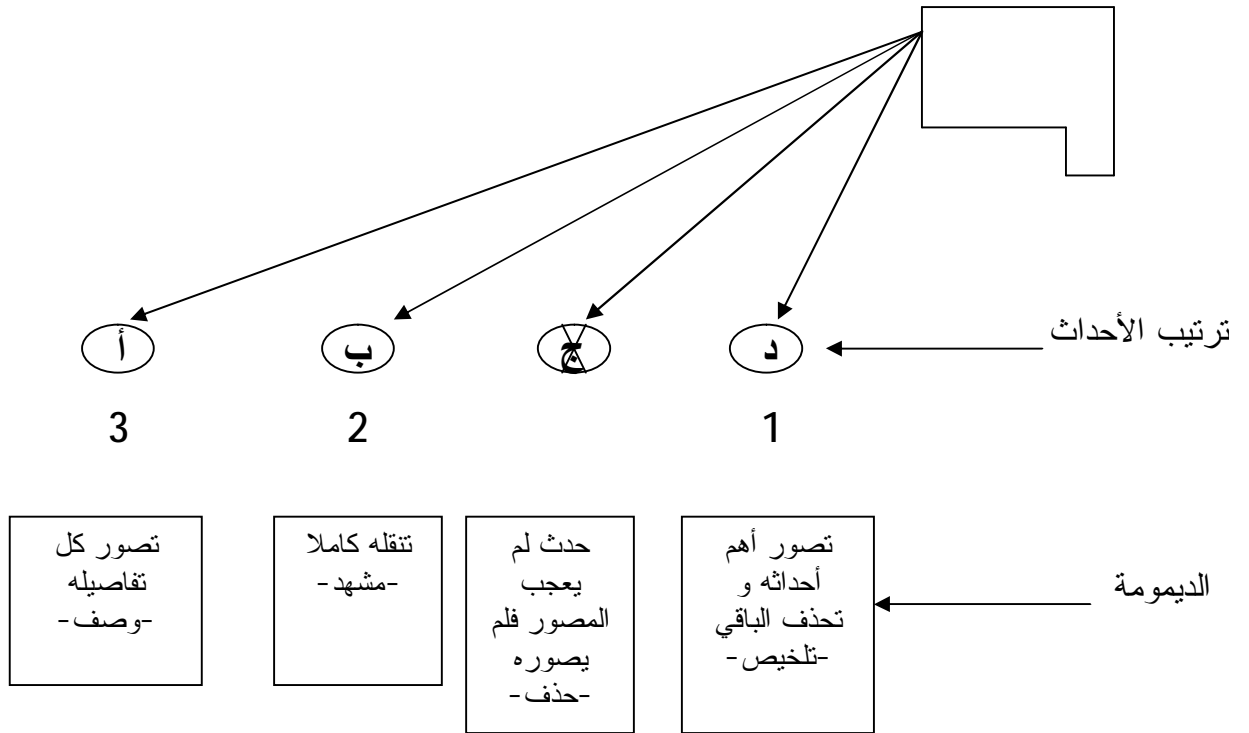 ترتيب الأحداث
د
ج
ب
أ
1
2
3
الديمومة
تصور أهم
أحداثه و
تحذف الباقي
-تلخيص-
حدث لم
يعجب
المصور فلم
يصوره
-حذف-
تنقله كاملا
-مشهد-
تصور كل
تفاصيله
-وصف-